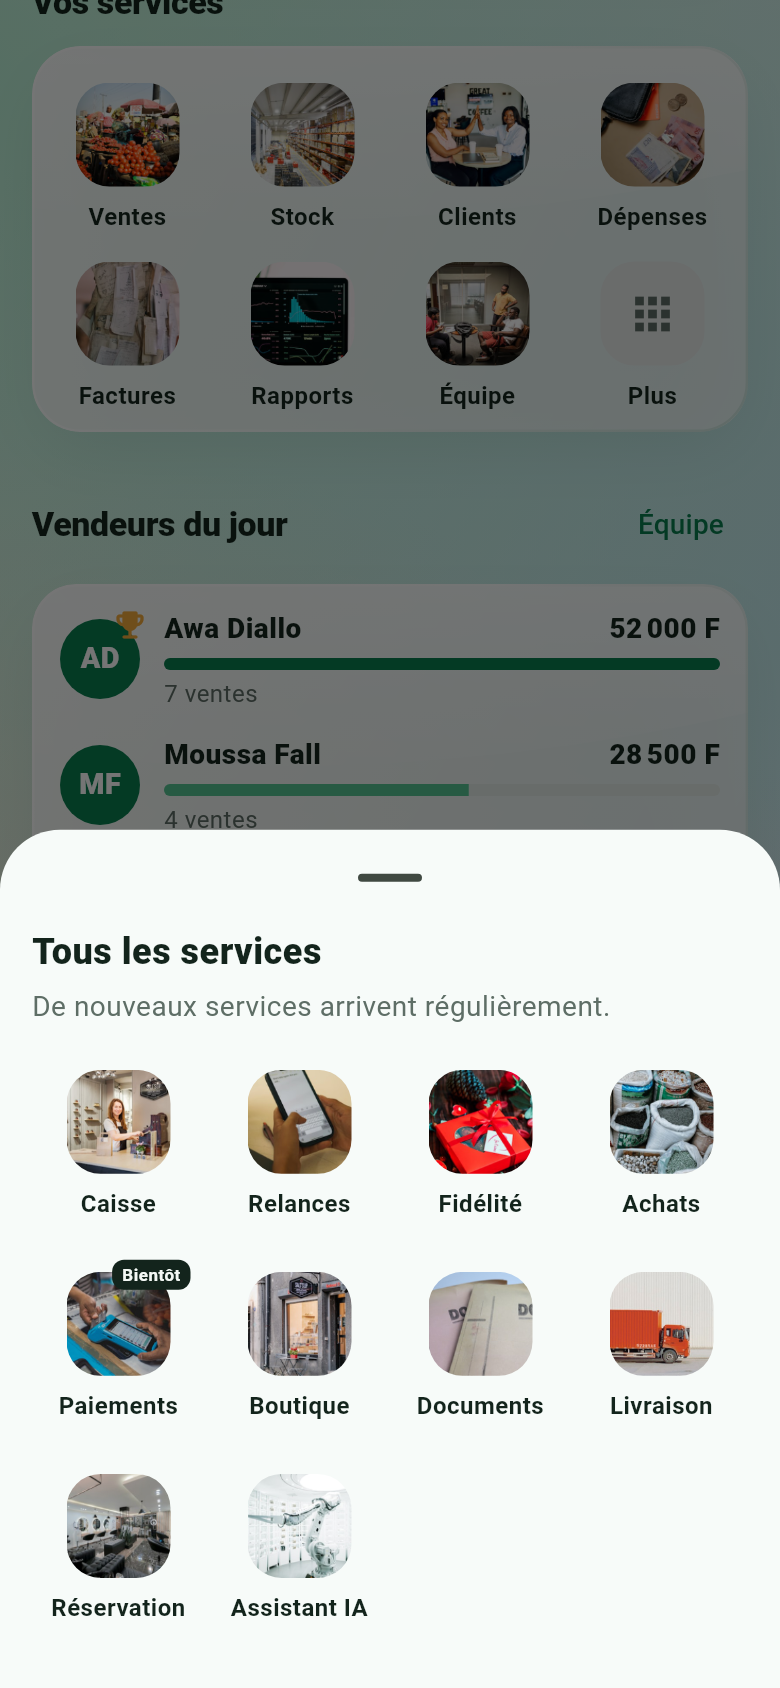 Vos services
Ventes
Stock
Clients
Dépenses
GREAT
COFFEE
Factures
Rapports
Équipe
Plus
Vendeurs du jour
Équipe
AD
Awa Diallo
52 000 F
7 ventes
MF
Moussa Fall
28 500 F
4 ventes
Tous les services
De nouveaux services arrivent régulièrement.
Caisse
Relances
Fidélité
Achats
Bientôt
Paiements
Boutique
Documents
Livraison
Réservation
Assistant IA